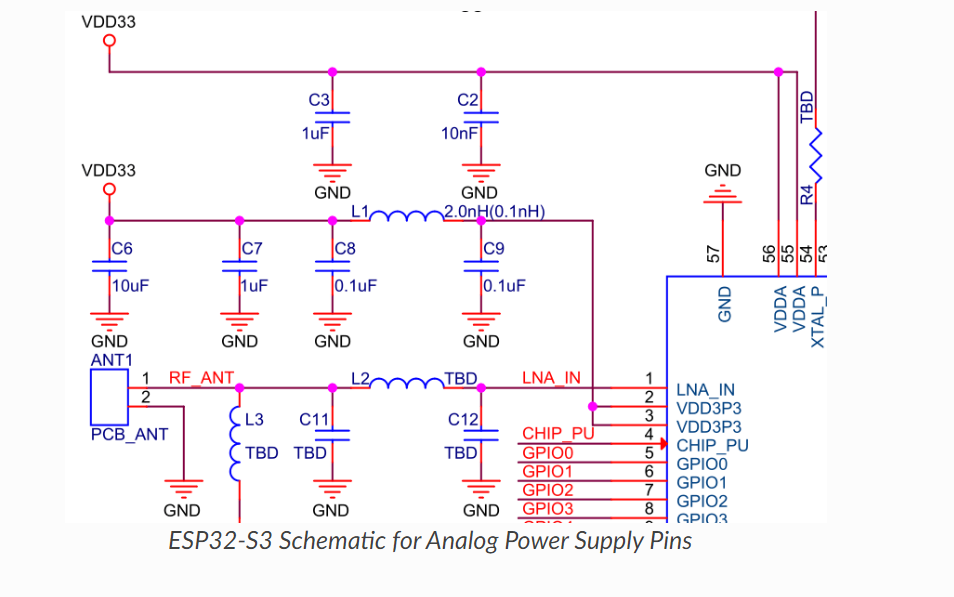 VDD33
C3
1uF
GND
C2
10nF
GND
TBD
R4
GND
VDD33
L1
2.0nH(0.1nH)
C6
10uF
GND
C7
1uF
GND
C8
0.1uF
GND
C9
0.1uF
GND
57
56
55
54
53
GND
VDDA
VDDA
XTAL_P
ANT1
1
2
PCB_ANT
RF_ANT
GND
L3
TBD
C11
TBD
GND
L2
TBD
C12
TBD
GND
LNA_IN
CHIP_PU
GPIO0
GPIO1
GPIO2
GPIO3
1
2
3
4
5
6
7
8
LNA_IN
VDD3P3
VDD3P3
CHIP_PU
GPIO0
GPIO1
GPIO2
GPIO3
ESP32-S3 Schematic for Analog Power Supply Pins